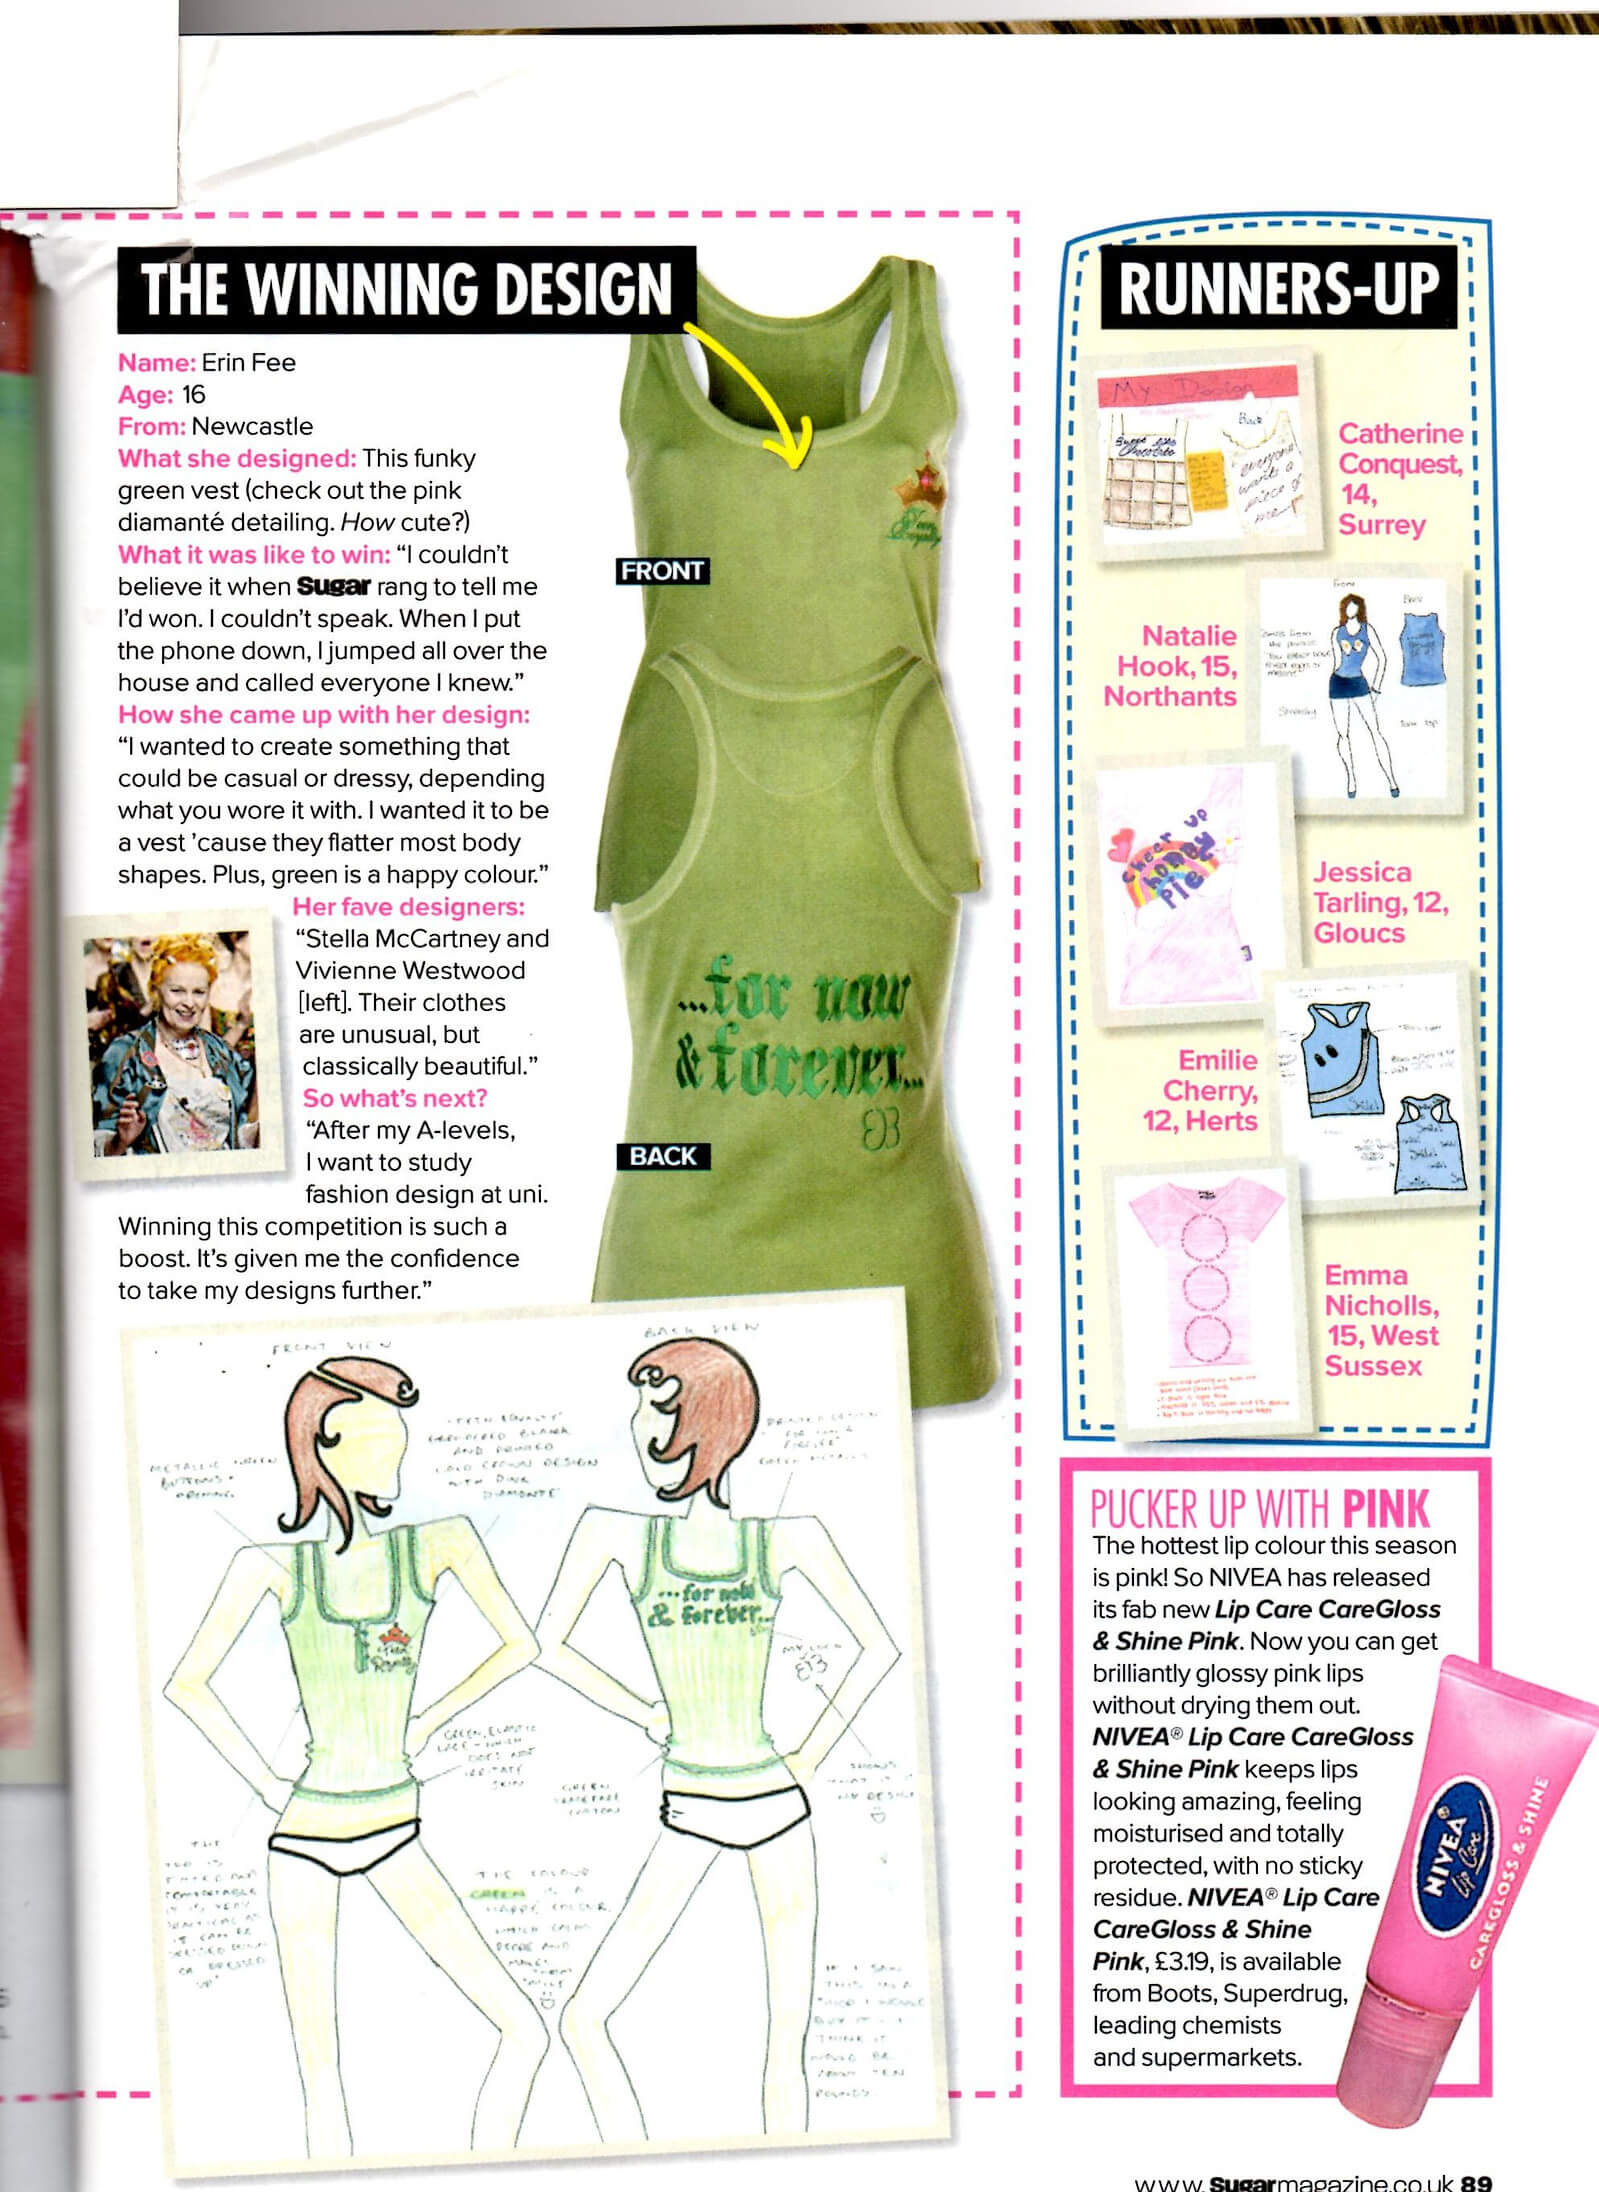 THE WINNING DESIGN
Name: Erin Fee
Age: 16
From: Newcastle
What she designed: This funky
green vest (check out the pink
diamanté detailing. How cute?)
What it was like to win: “I couldn’t
believe it when Sugar rang to tell me
I’d won. I couldn’t speak. When I put
the phone down, I jumped all over the
house and called everyone I knew.”
How she came up with her design:
“I wanted to create something that
could be casual or dressy, depending
what you wore it with. I wanted it to be
a vest ’cause they flatter most body
shapes. Plus, green is a happy colour.”
Her fave designers:
“Stella McCartney and
Vivienne Westwood
[left]. Their clothes
are unusual, but
classically beautiful.”
So what’s next?
“After my A-levels,
I want to study
fashion design at uni.
Winning this competition is such a
boost. It’s given me the confidence
to take my designs further.”
FRONT
BACK
...for now
& forever...
FRONT VIEW
METALLIC GREEN
BUTTONS
OPENING
"TEEN ROYALTY"
AND PRINTED
GOLD CROWN DESIGN
WITH PINK
DIAMONTE
GREEN, ELASTIC
LACE - WHICH
DOES NOT
IRRITATE
SKIN
THE
COMFORTABLE
IT IS VERY
PRACTICAL AS
IT CAN BE
DRESSED DOWN
OR DRESSED
UP
THE COLOUR
GREEN IS A
HAPPY COLOUR,
WHICH CALMS
PEOPLE AND
MAKES THEM
SMILE
BACK VIEW
PRINTED DESIGN
FOREVER"
...for now
& forever...
MY LOGO
GREEN
COTTON
SHOWS
THAT IT IS
MY DESIGN
IF I SAW
THIS IN A
SHOP I WOULD
BUY IT
THINK IT
WOULD BE
ABOUT TEN
POUNDS
RUNNERS-UP
My Design
Back
everyone
wants a
piece of
me
Catherine
Conquest,
14,
Surrey
Front
Back
Natalie
Hook, 15,
Northants
cheer up
honey
pie
Jessica
Tarling, 12,
Gloucs
Smile!
Emilie
Cherry,
12, Herts
Emma
Nicholls,
15, West
Sussex
PUCKER UP WITH PINK
The hottest lip colour this season
is pink! So NIVEA has released
its fab new Lip Care CareGloss
& Shine Pink. Now you can get
brilliantly glossy pink lips
without drying them out.
NIVEA® Lip Care CareGloss
& Shine Pink keeps lips
looking amazing, feeling
moisturised and totally
protected, with no sticky
residue. NIVEA® Lip Care
CareGloss & Shine
Pink, £3.19, is available
from Boots, Superdrug,
leading chemists
and supermarkets.
NIVEA®
Lip Care
CAREGLOSS & SHINE
www.Sugarmagazine.co.uk 89